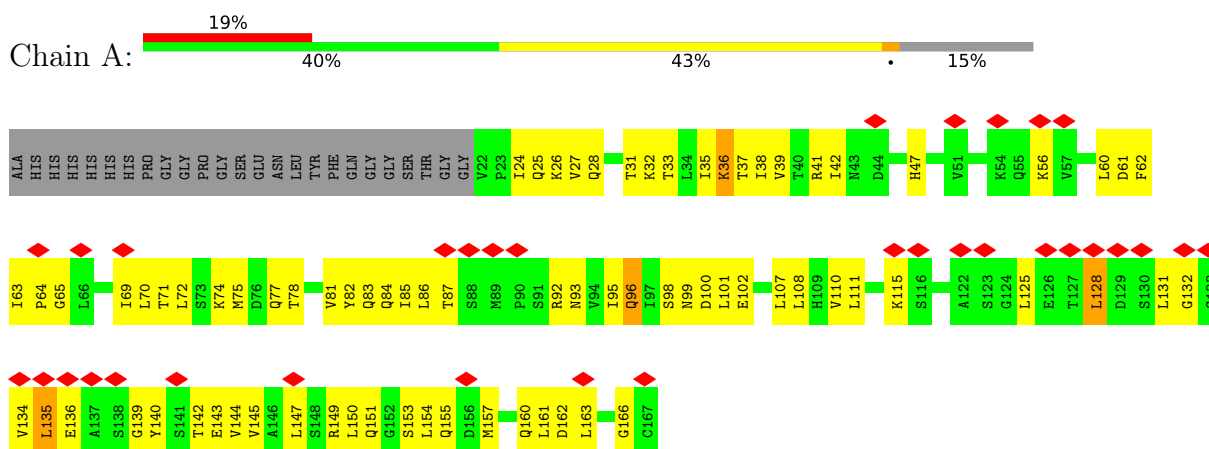 19%
Chain A:
40% 43% • 15%
ALA HIS HIS HIS HIS HIS HIS HIS PRO GLY GLY PRO GLY SER GLU ASN LEU TYR PHE GLN GLY GLY SER THR GLY GLY V22 P23 I24 Q25 K26 V27 Q28 T31 K32 T33 L34 I35 K36 T37 I38 V39 T40 R41 I42 N43 D44 H47 V51 K54 Q55 K56 V57 L60 D61 F62
I63 P64 G65 L66 I69 L70 T71 L72 S73 K74 M75 D76 Q77 T78 V81 Y82 Q83 Q84 I85 L86 T87 S88 M89 P90 S91 R92 N93 V94 I95 Q96 I97 S98 N99 D100 L101 E102 L107 L108 H109 V110 L111 K115 S116 A122 S123 G124 L125 E126 T127 L128 D129 S130 L131 G132
V134 L135 E136 A137 S138 G139 Y140 S141 T142 E143 V144 V145 A146 L147 S148 R149 L150 Q151 G152 S153 L154 Q155 D156 M157 Q160 L161 D162 L163 G166 C167